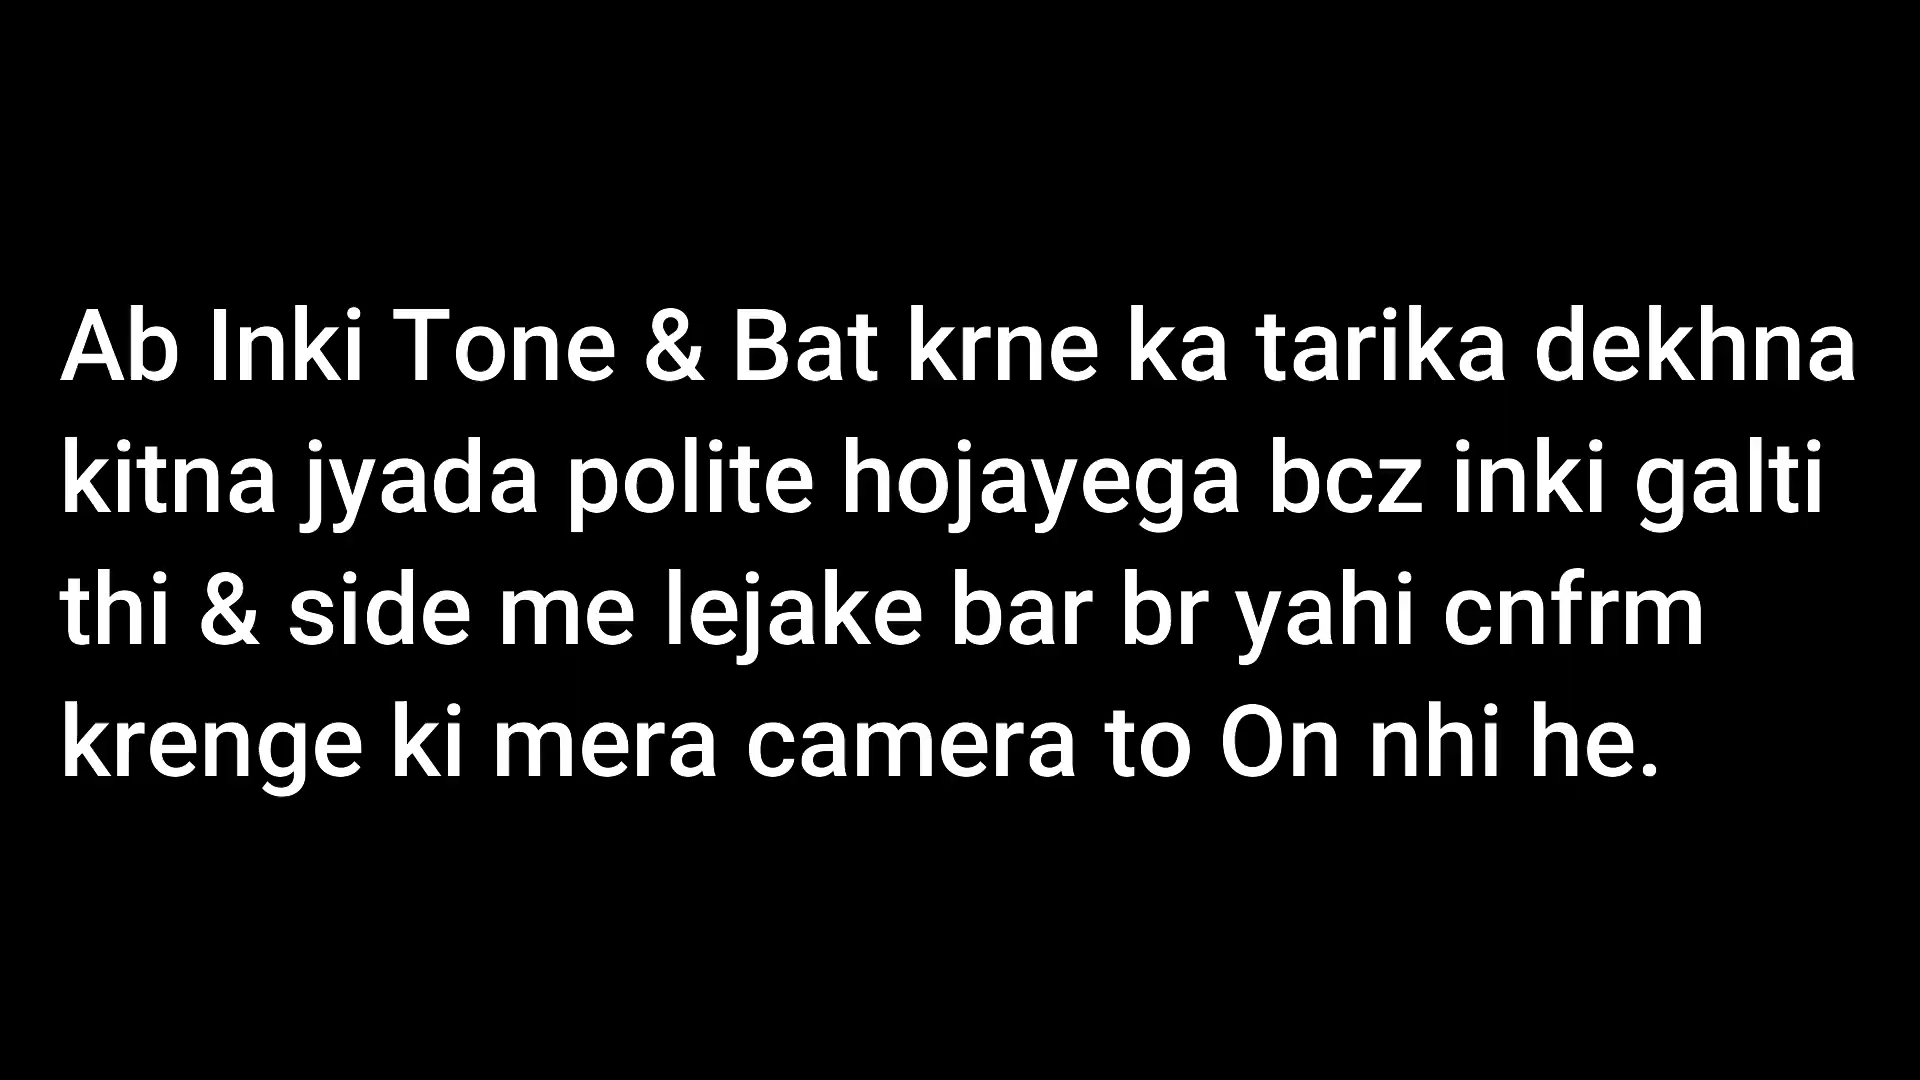 Ab Inki Tone & Bat krne ka tarika dekhna
kitna jyada polite hojayega bcz inki galti
thi & side me lejake bar br yahi cnfrm
krenge ki mera camera to On nhi he.